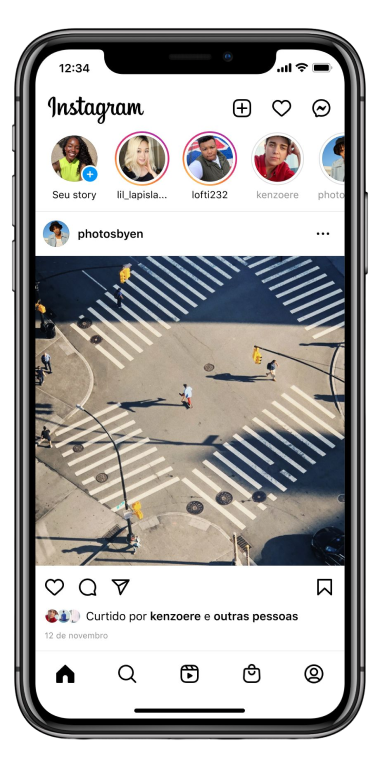 12:34
Instagram
Seu story
lil_lapisla...
lofti232
kenzoere
photo
photosbyen
Curtido por kenzoere e outras pessoas
12 de novembro